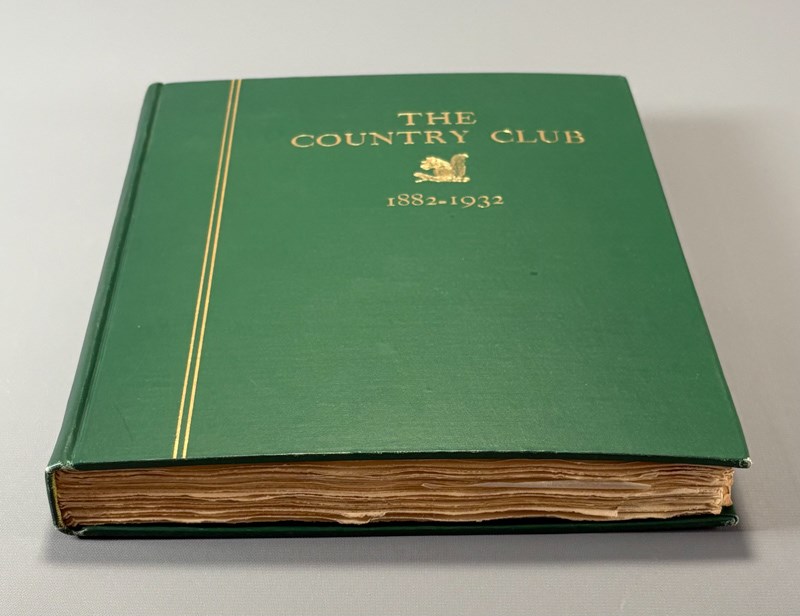 THE
COUNTRY CLUB
1882-1932